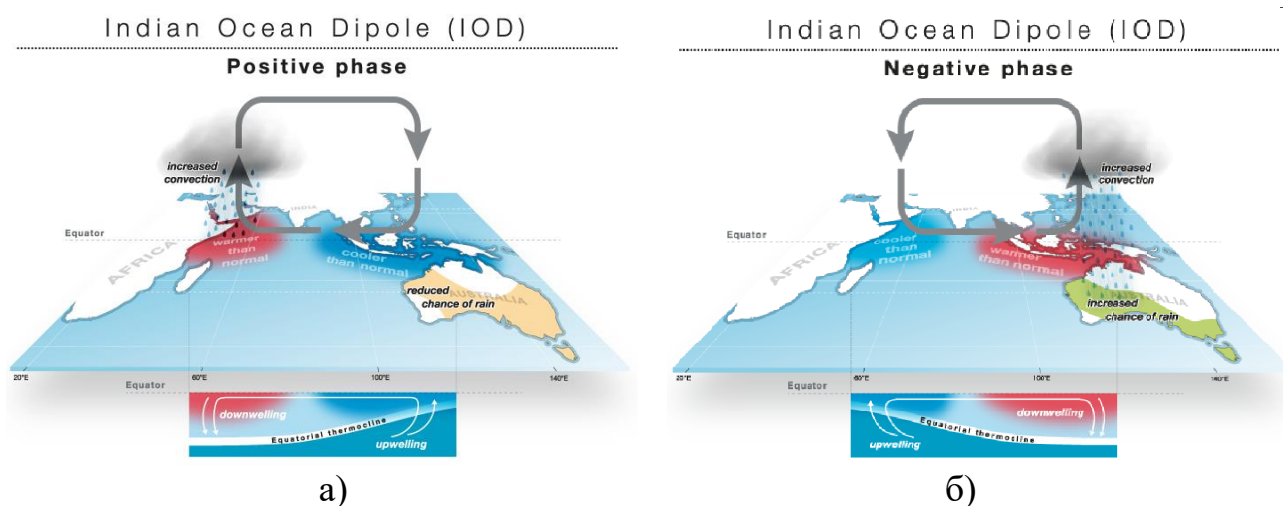 Indian Ocean Dipole (IOD)
Positive phase
increased
convection
INDIA
Equator
AFRICA
warmer
than
normal
cooler
than normal
reduced
chance of rain
AUSTRALIA
20°E
60°E
100°E
140°E
Equator
downwelling
Equatorial thermocline
upwelling
а)
Indian Ocean Dipole (IOD)
Negative phase
increased
convection
INDIA
Equator
AFRICA
cooler
than
normal
warmer
than normal
AUSTRALIA
increased
chance of rain
20°E
60°E
100°E
140°E
Equator
downwelling
Equatorial thermocline
upwelling
б)